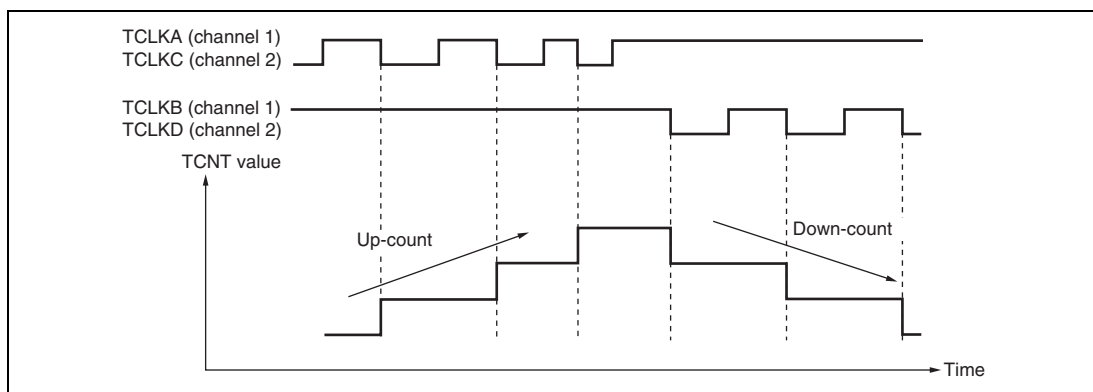 TCLKA (channel 1)
TCLKC (channel 2)
TCLKB (channel 1)
TCLKD (channel 2)
TCNT value
Up-count
Down-count
Time